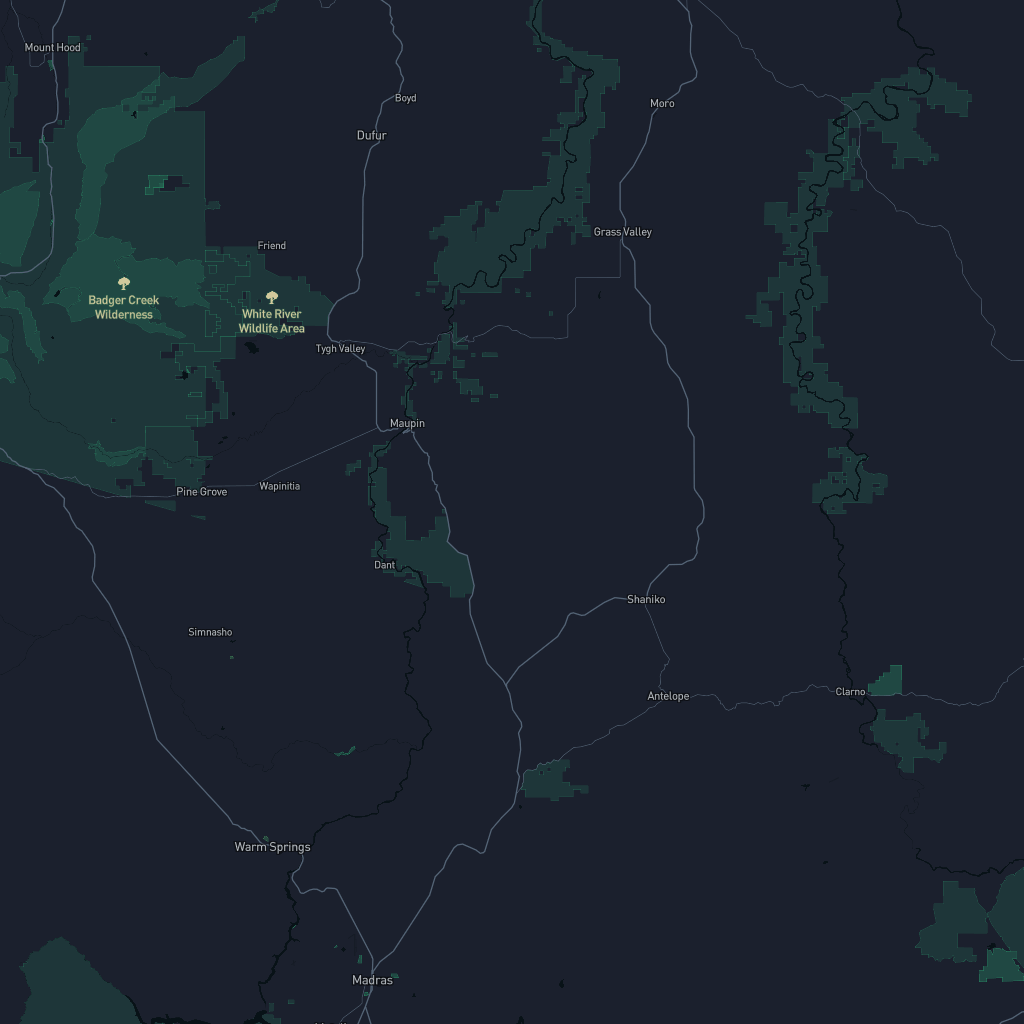 Mount Hood
Boyd
Moro
Dufur
Grass Valley
Friend
Badger Creek
Wilderness
White River
Wildlife Area
Tygh Valley
Maupin
Pine Grove
Wapinitia
Dant
Shaniko
Simnasho
Antelope
Clarno
Warm Springs
Madras